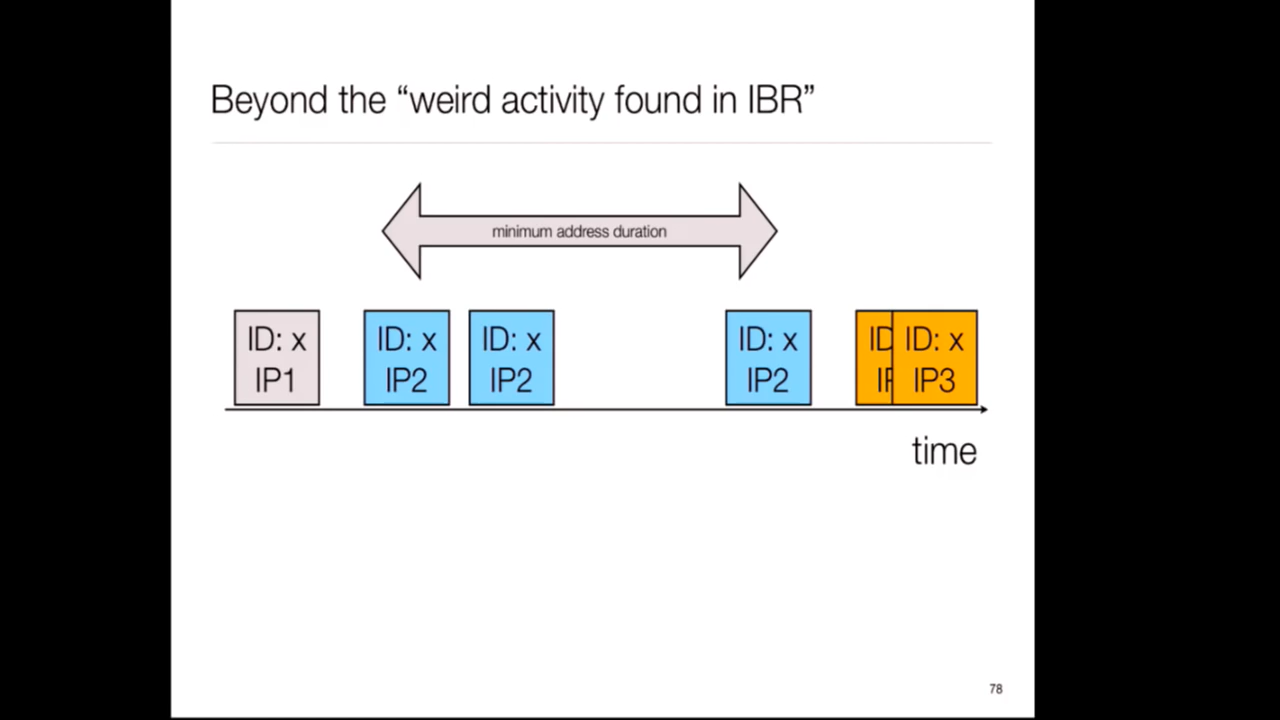 Beyond the “weird activity found in IBR”
minimum address duration
ID: x
IP1
ID: x
IP2
ID: x
IP2
ID: x
IP2
ID
ID: x
IP3
time
78